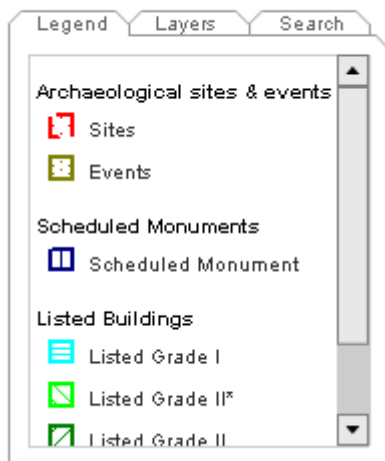 Legend Layers Search
Archaeological sites & events
Sites
Events
Scheduled Monuments
Scheduled Monument
Listed Buildings
Listed Grade I
Listed Grade II*
Listed Grade II